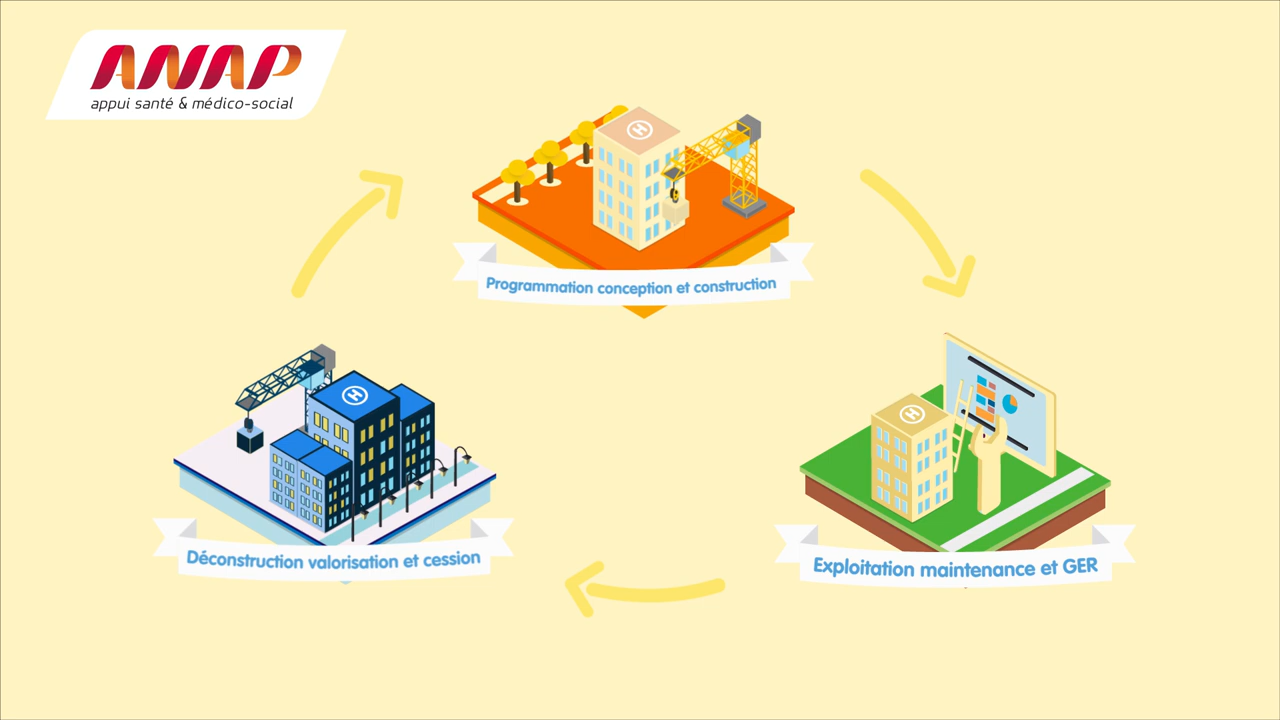 ANAP
appui santé & médico-social
H
Programmation conception et construction
H
Déconstruction valorisation et cession
H
Exploitation maintenance et GER